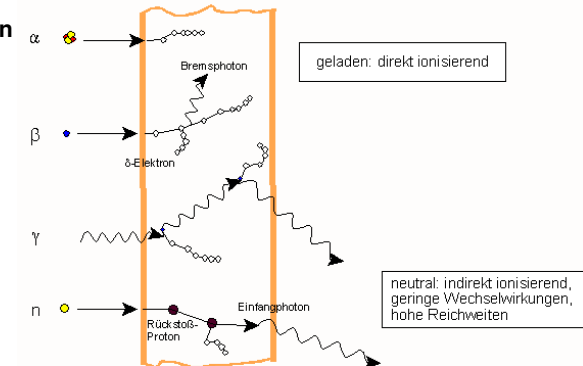 n
α
geladen: direkt ionisierend
Bremsphoton
β
δ-Elektron
γ
neutral: indirekt ionisierend,
geringe Wechselwirkungen,
hohe Reichweiten
n
Einfangphoton
Rückstoß-
Proton